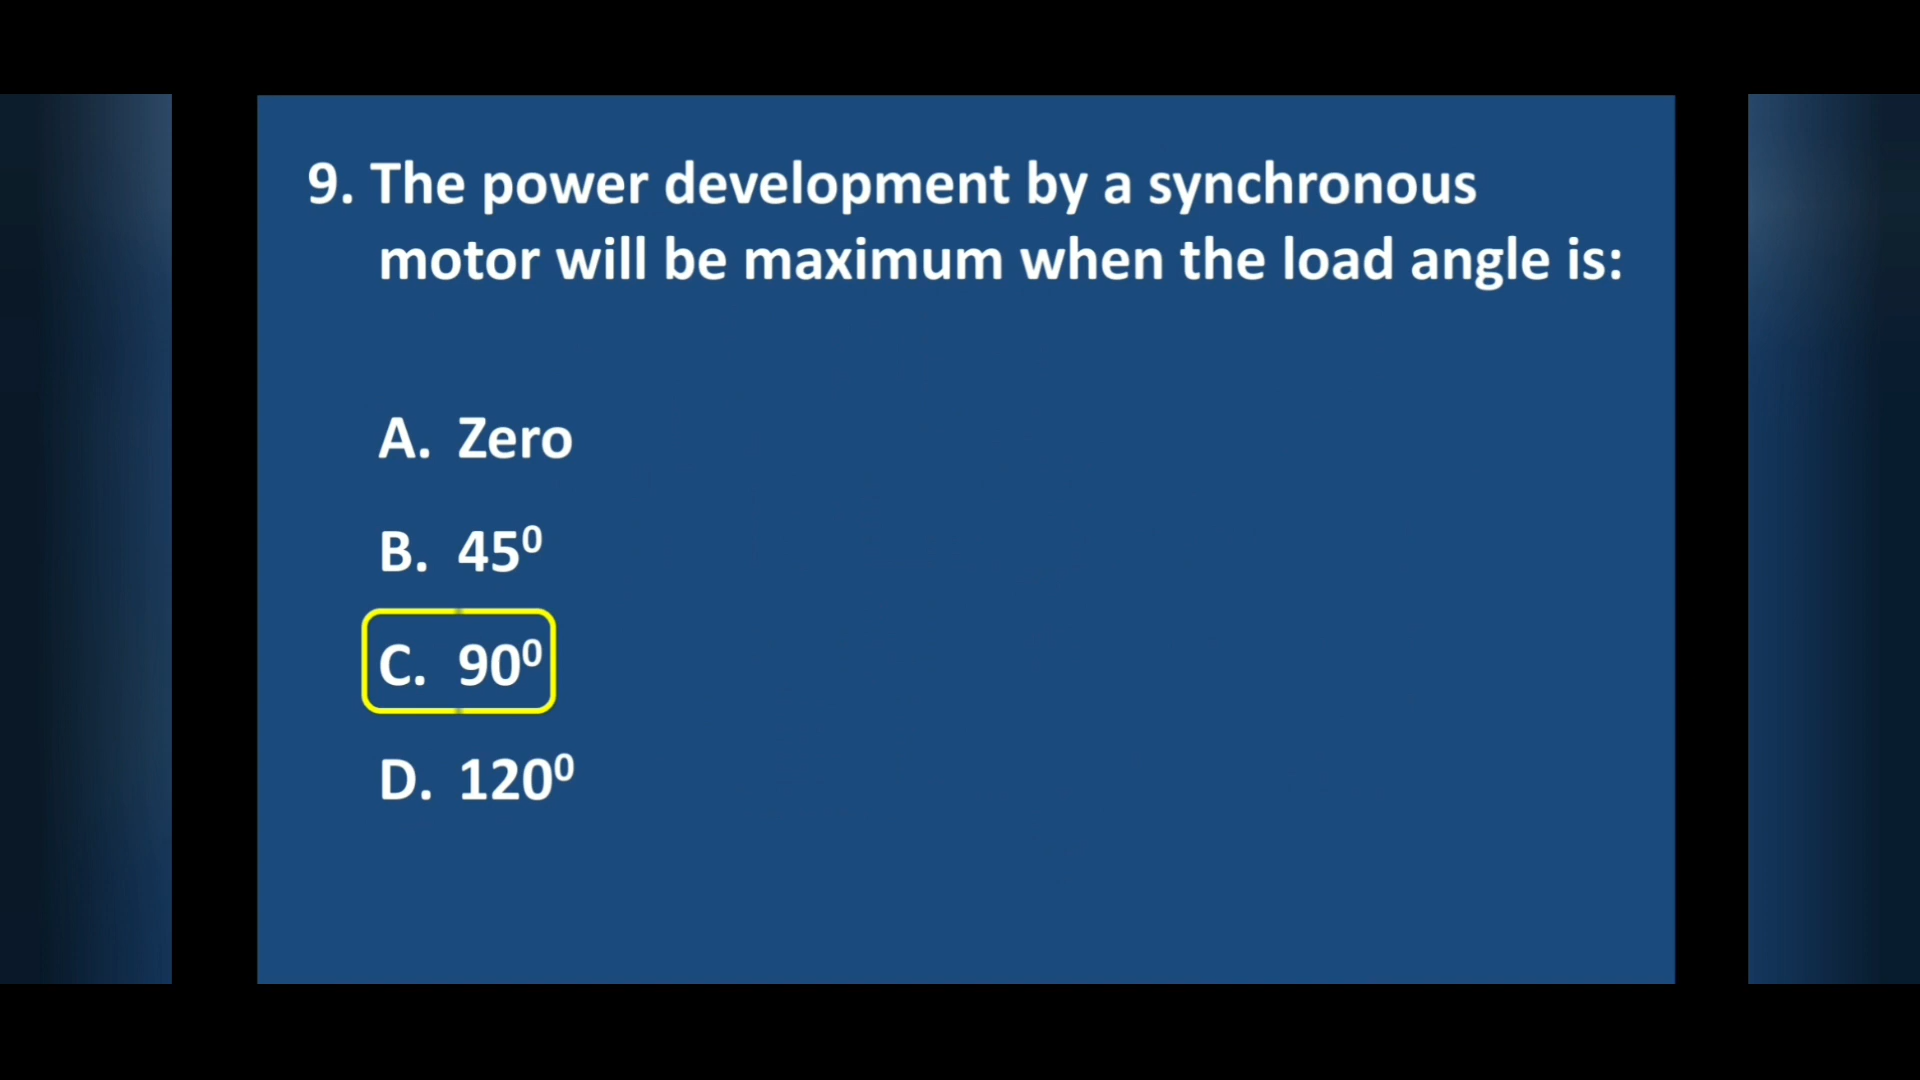 9. The power development by a synchronous
motor will be maximum when the load angle is:
A. Zero
B. 45⁰
C. 90⁰
D. 120⁰